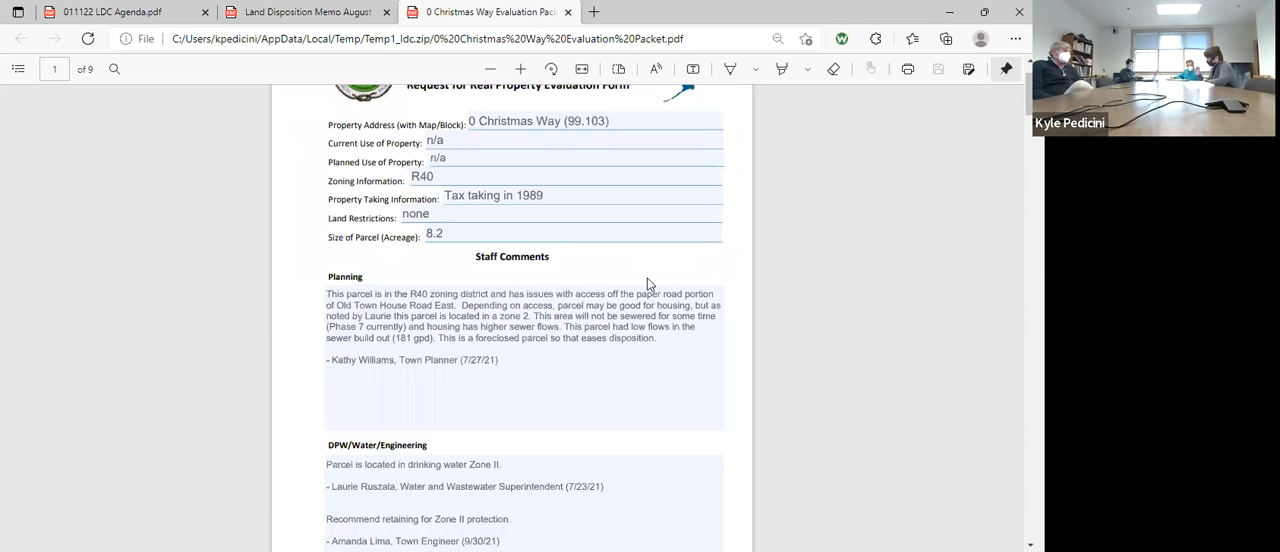 011122 LDC Agenda.pdf
Land Disposition Memo August
0 Christmas Way Evaluation Pack
File
C:/Users/kpedicini/AppData/Local/Temp/Temp1_ldc.zip/0%20Christmas%20Way%20Evaluation%20Packet.pdf
1 of 9
Request for Real Property Evaluation Form
Property Address (with Map/Block): 0 Christmas Way (99.103)
Current Use of Property: n/a
Planned Use of Property: n/a
Zoning Information: R40
Property Taking Information: Tax taking in 1989
Land Restrictions: none
Size of Parcel (Acreage): 8.2
Staff Comments
Planning
This parcel is in the R40 zoning district and has issues with access off the paper road portion
of Old Town House Road East. Depending on access, parcel may be good for housing, but as
noted by Laurie this parcel is located in a zone 2. This area will not be sewered for some time
(Phase 7 currently) and housing has higher sewer flows. This parcel had low flows in the
sewer build out (181 gpd). This is a foreclosed parcel so that eases disposition.
- Kathy Williams, Town Planner (7/27/21)
DPW/Water/Engineering
Parcel is located in drinking water Zone II.
- Laurie Ruszala, Water and Wastewater Superintendent (7/23/21)
Recommend retaining for Zone II protection.
- Amanda Lima, Town Engineer (9/30/21)
Kyle Pedicini